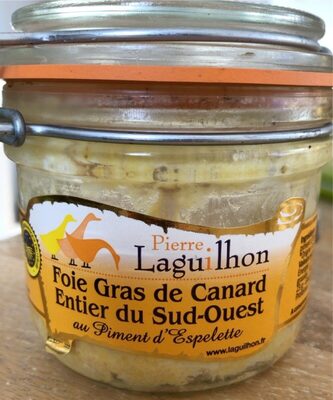 Pierre
Laguilhon
Foie Gras de Canard
Entier du Sud-Ouest
au Piment d'Espelette
www.laguilhon.fr